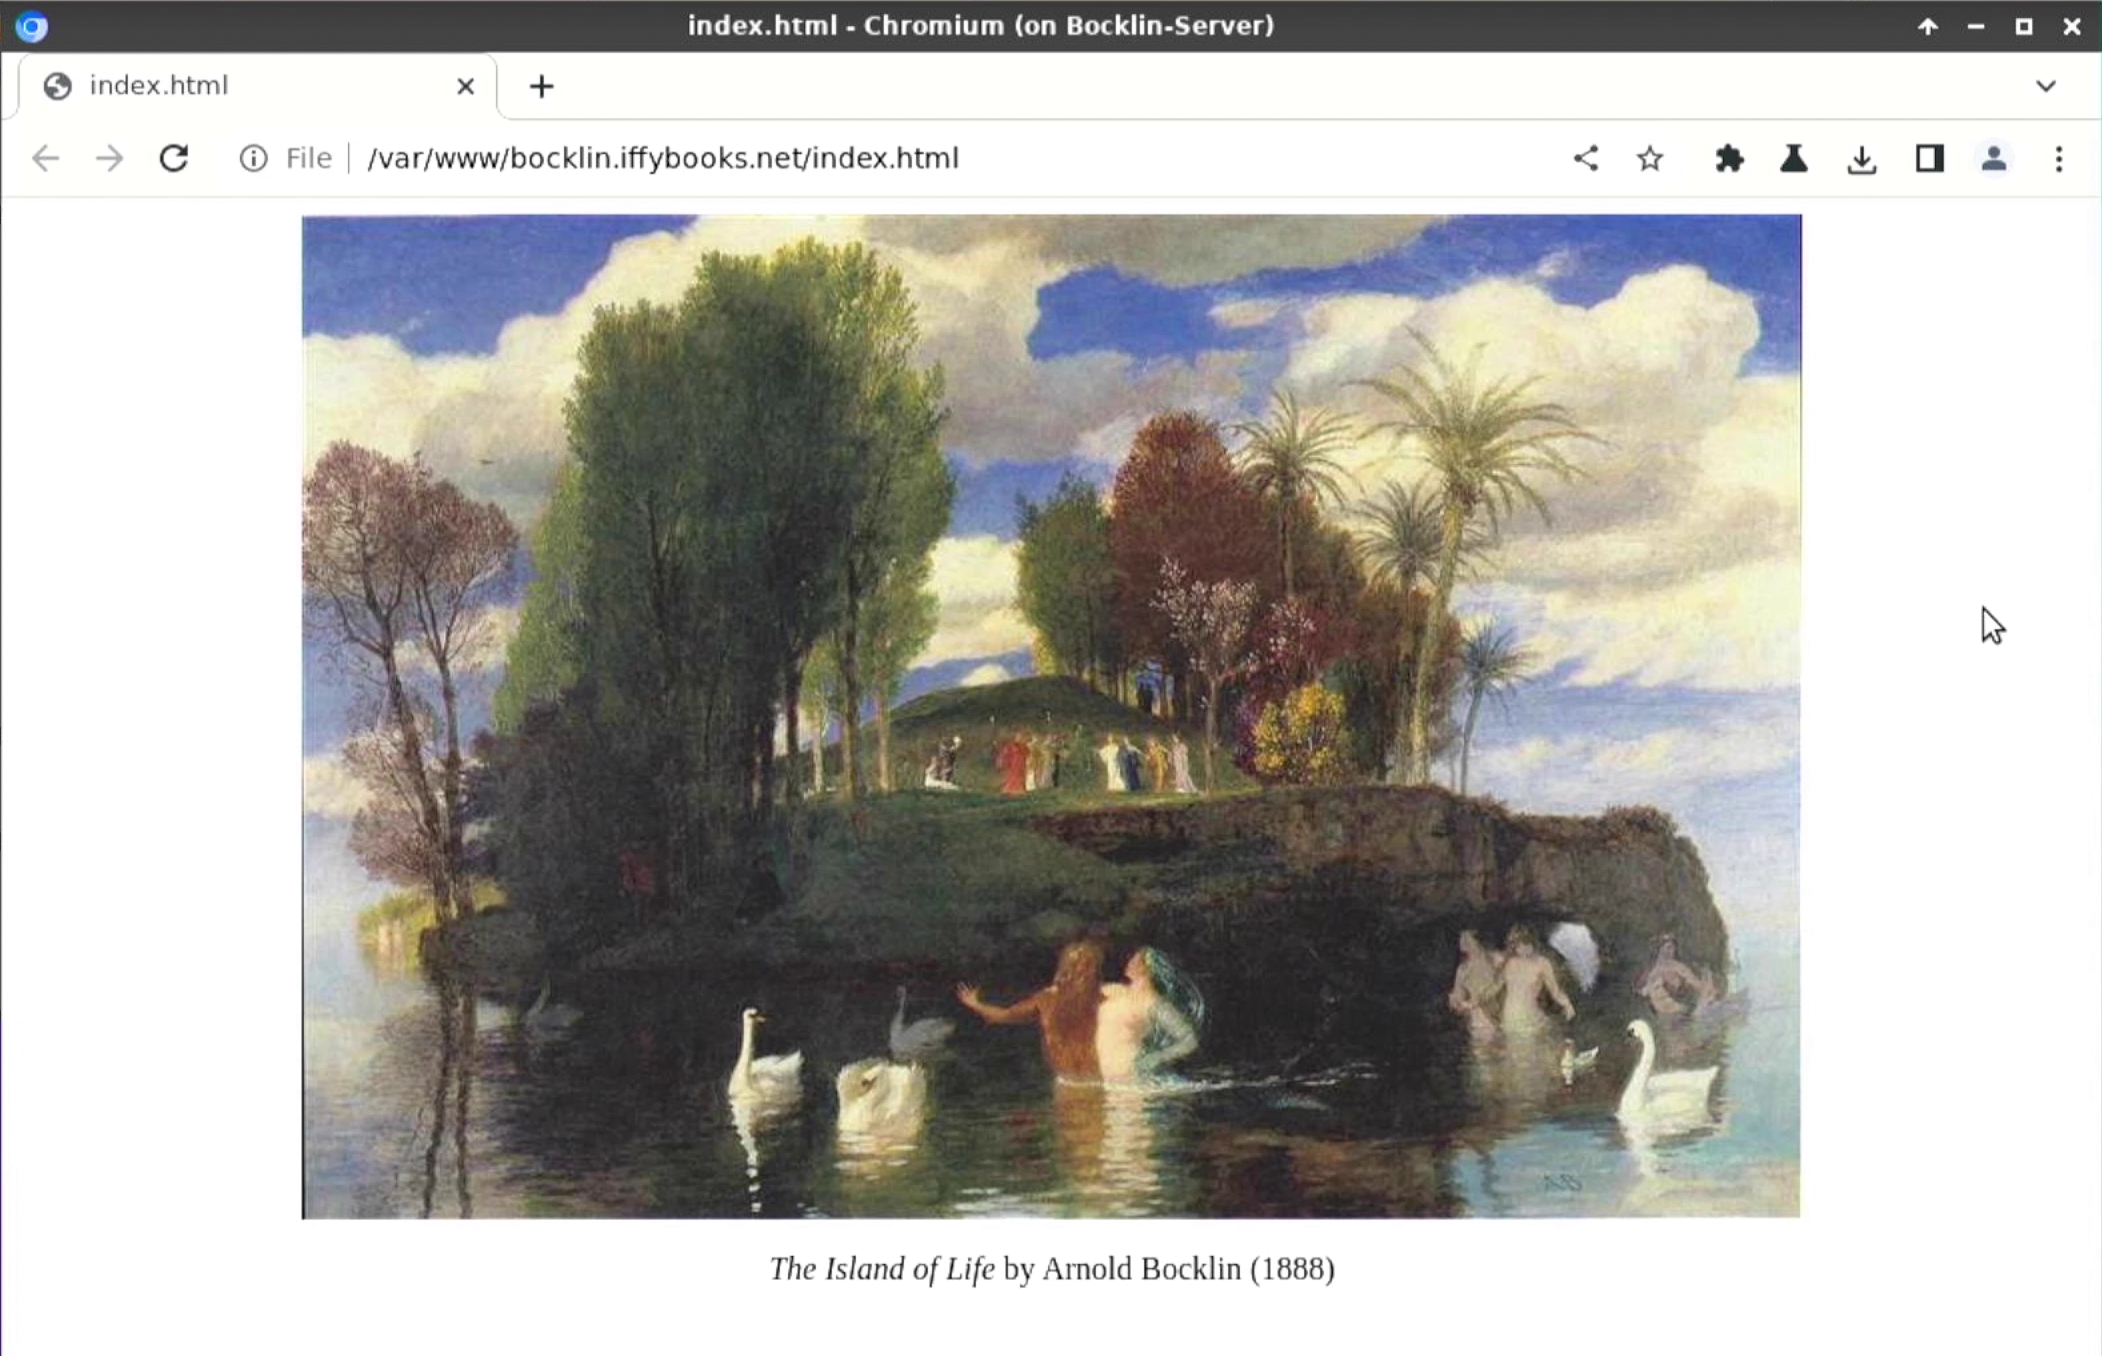 index.html - Chromium (on Bocklin-Server)
index.html
File /var/www/bocklin.iffybooks.net/index.html
AB
The Island of Life by Arnold Bocklin (1888)